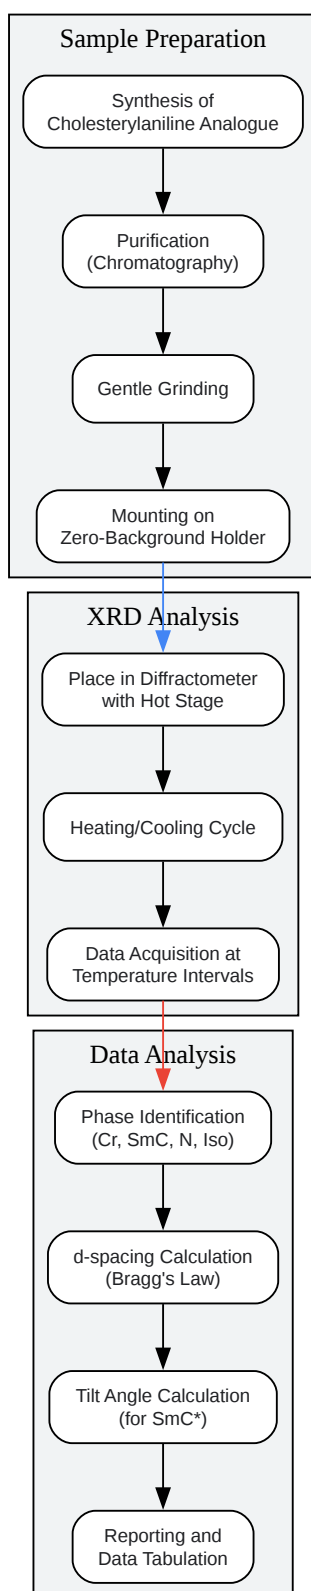 Sample Preparation
Synthesis of
Cholesterylaniline Analogue
Purification
(Chromatography)
Gentle Grinding
Mounting on
Zero-Background Holder
XRD Analysis
Place in Diffractometer
with Hot Stage
Heating/Cooling Cycle
Data Acquisition at
Temperature Intervals
Data Analysis
Phase Identification
(Cr, SmC, N, Iso)
d-spacing Calculation
(Bragg's Law)
Tilt Angle Calculation
(for SmC*)
Reporting and
Data Tabulation